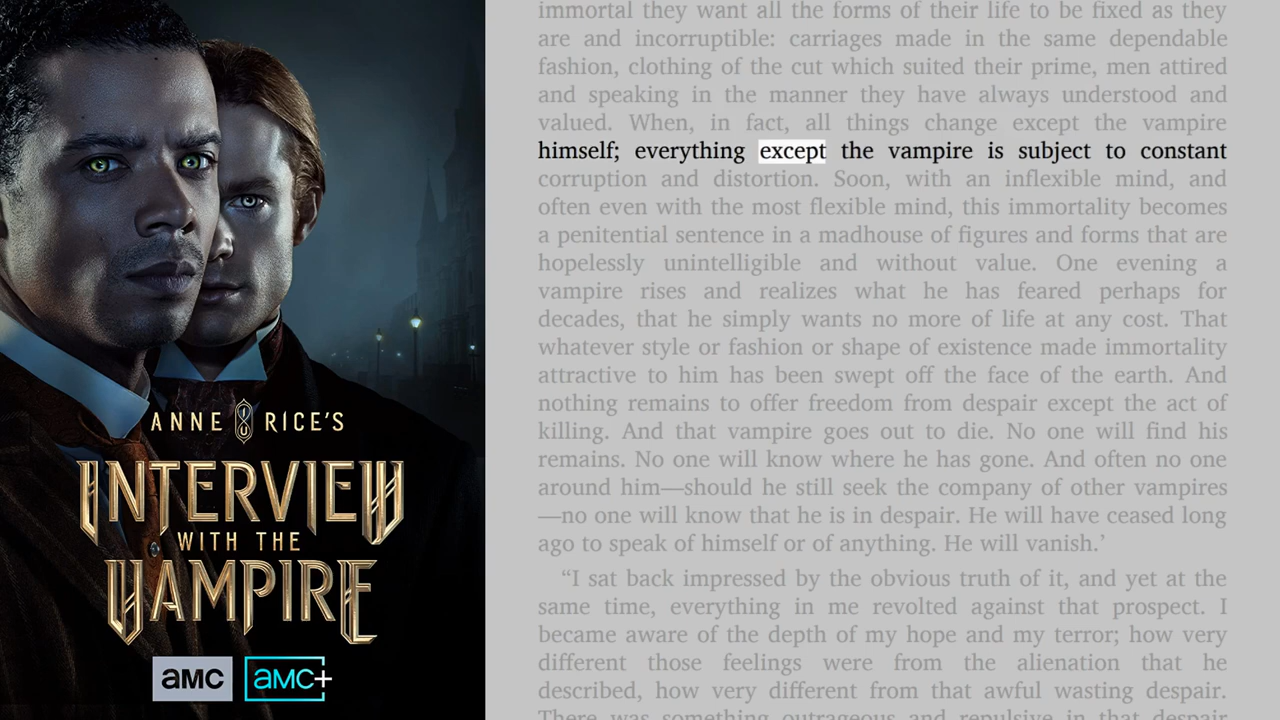 ANNE RICE'S
INTERVIEW
WITH THE
VAMPIRE
aMC
aMC+
immortal they want all the forms of their life to be fixed as they
are and incorruptible: carriages made in the same dependable
fashion, clothing of the cut which suited their prime, men attired
and speaking in the manner they have always understood and
valued. When, in fact, all things change except the vampire
himself; everything except the vampire is subject to constant
corruption and distortion. Soon, with an inflexible mind, and
often even with the most flexible mind, this immortality becomes
a penitential sentence in a madhouse of figures and forms that are
hopelessly unintelligible and without value. One evening a
vampire rises and realizes what he has feared perhaps for
decades, that he simply wants no more of life at any cost. That
whatever style or fashion or shape of existence made immortality
attractive to him has been swept off the face of the earth. And
nothing remains to offer freedom from despair except the act of
killing. And that vampire goes out to die. No one will find his
remains. No one will know where he has gone. And often no one
around him—should he still seek the company of other vampires
—no one will know that he is in despair. He will have ceased long
ago to speak of himself or of anything. He will vanish.’
“I sat back impressed by the obvious truth of it, and yet at the
same time, everything in me revolted against that prospect. I
became aware of the depth of my hope and my terror; how very
different those feelings were from the alienation that he
described, how very different from that awful wasting despair.
There was something outrageous and repulsive in that despair